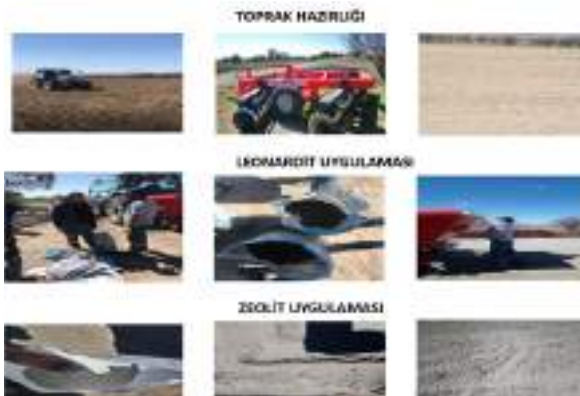 TOPRAK HAZIRLIĞI
LEONARDİT UYGULAMASI
ZEOLİT UYGULAMASI